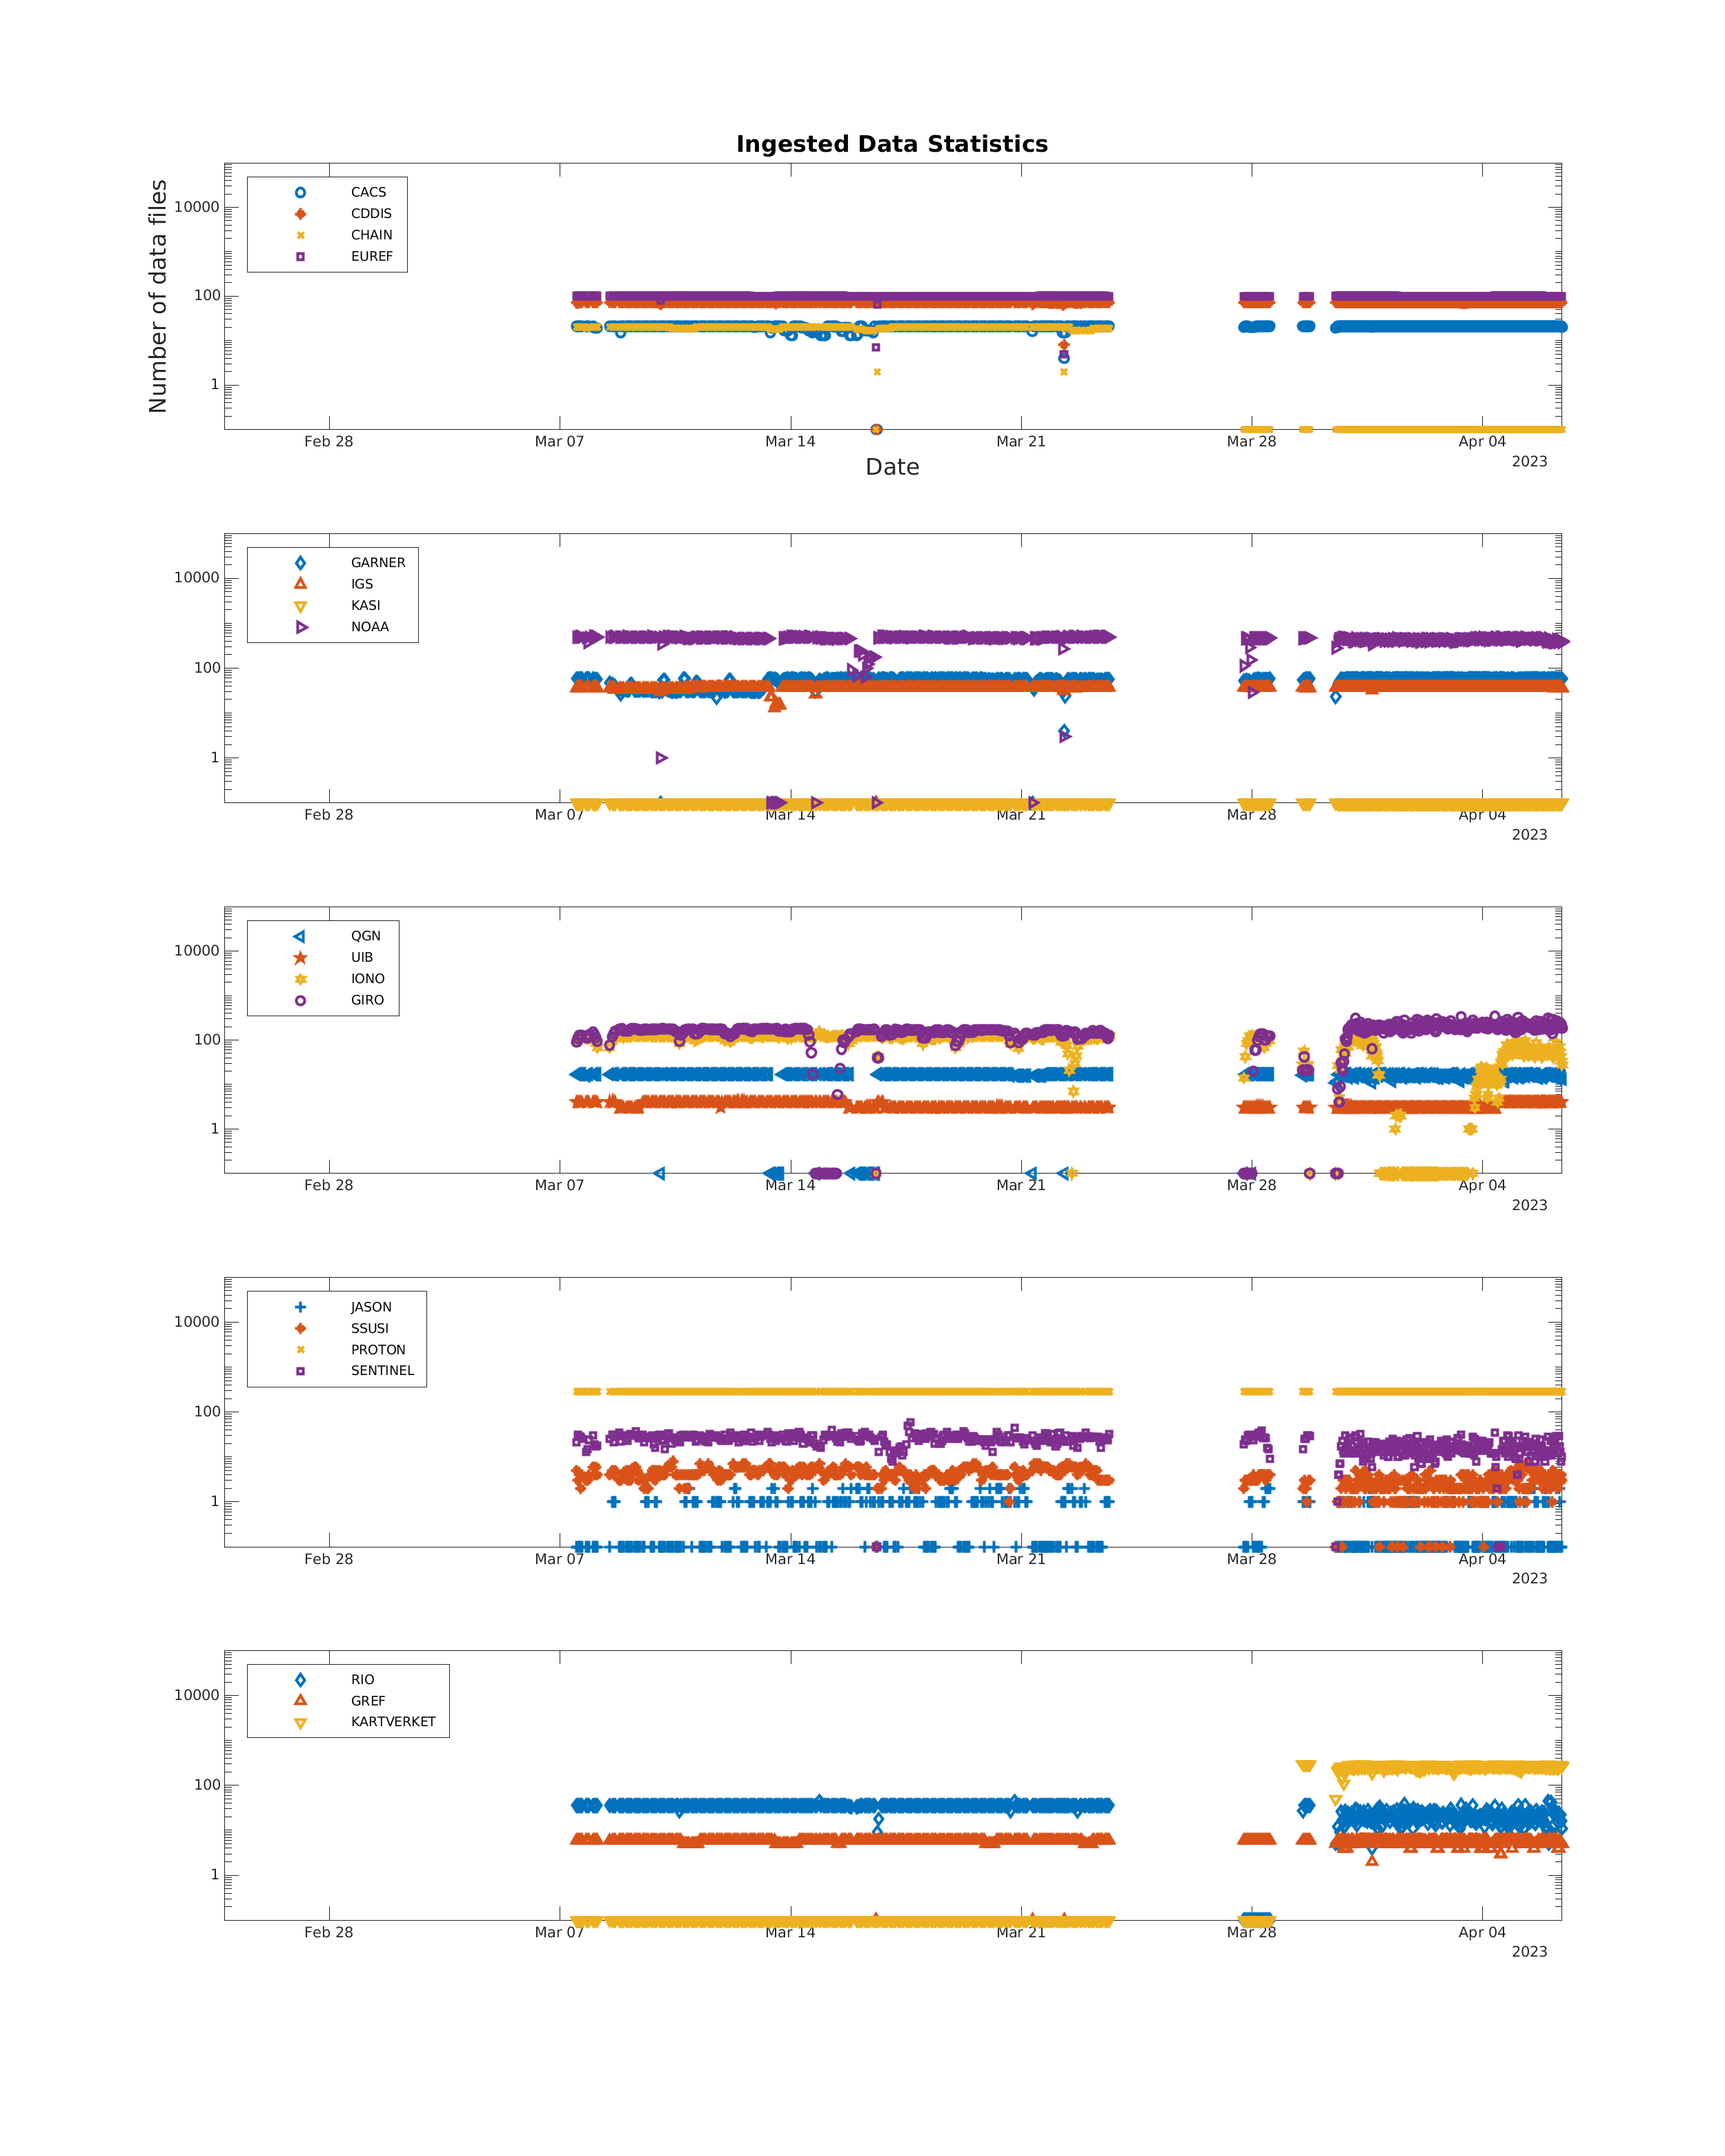 Ingested Data Statistics
Number of data files
CACS
CDDIS
CHAIN
EUREF
10000
100
1
Feb 28 Mar 07 Mar 14 Mar 21 Mar 28 Apr 04
2023
Date
GARNER
IGS
KASI
NOAA
10000
100
1
Feb 28 Mar 07 Mar 14 Mar 21 Mar 28 Apr 04
2023
QGN
UIB
IONO
GIRO
10000
100
1
Feb 28 Mar 07 Mar 14 Mar 21 Mar 28 Apr 04
2023
JASON
SSUSI
PROTON
SENTINEL
10000
100
1
Feb 28 Mar 07 Mar 14 Mar 21 Mar 28 Apr 04
2023
RIO
GREF
KARTVERKET
10000
100
1
Feb 28 Mar 07 Mar 14 Mar 21 Mar 28 Apr 04
2023